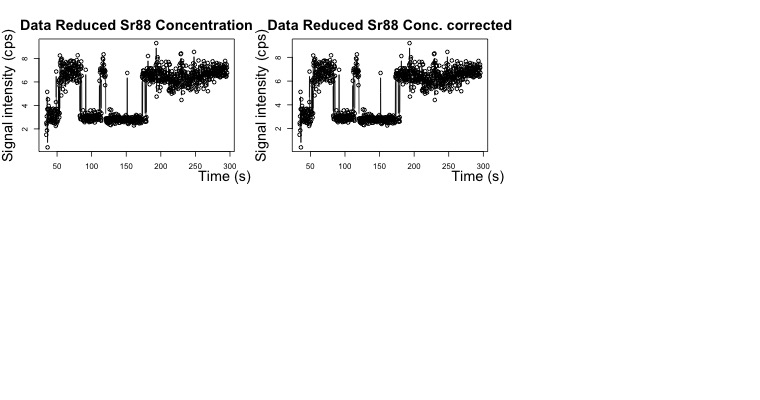 Data Reduced Sr88 Concentration
Signal intensity (cps)
8
6
4
2
50 100 150 200 250 300
Time (s)
Data Reduced Sr88 Conc. corrected
Signal intensity (cps)
8
6
4
2
50 100 150 200 250 300
Time (s)